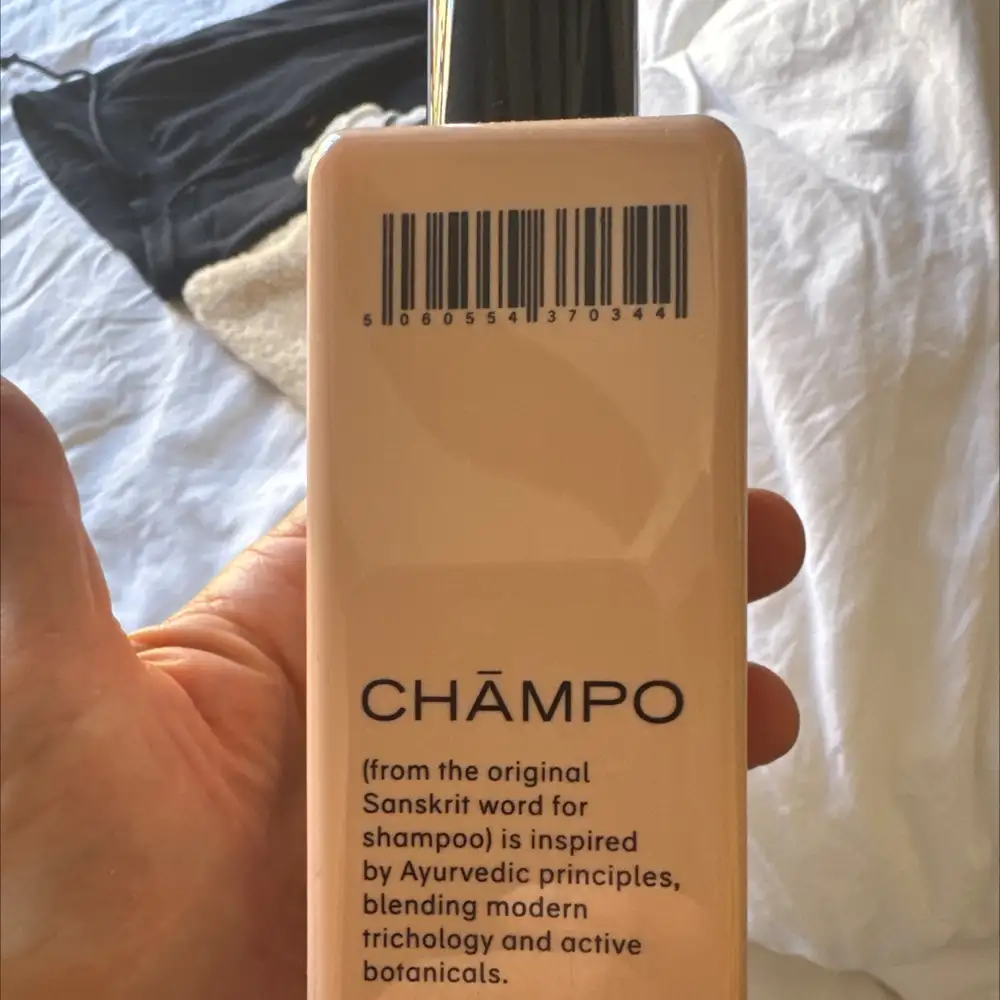 5 060554 370344
CHĀMPO
(from the original
Sanskrit word for
shampoo) is inspired
by Ayurvedic principles,
blending modern
trichology and active
botanicals.